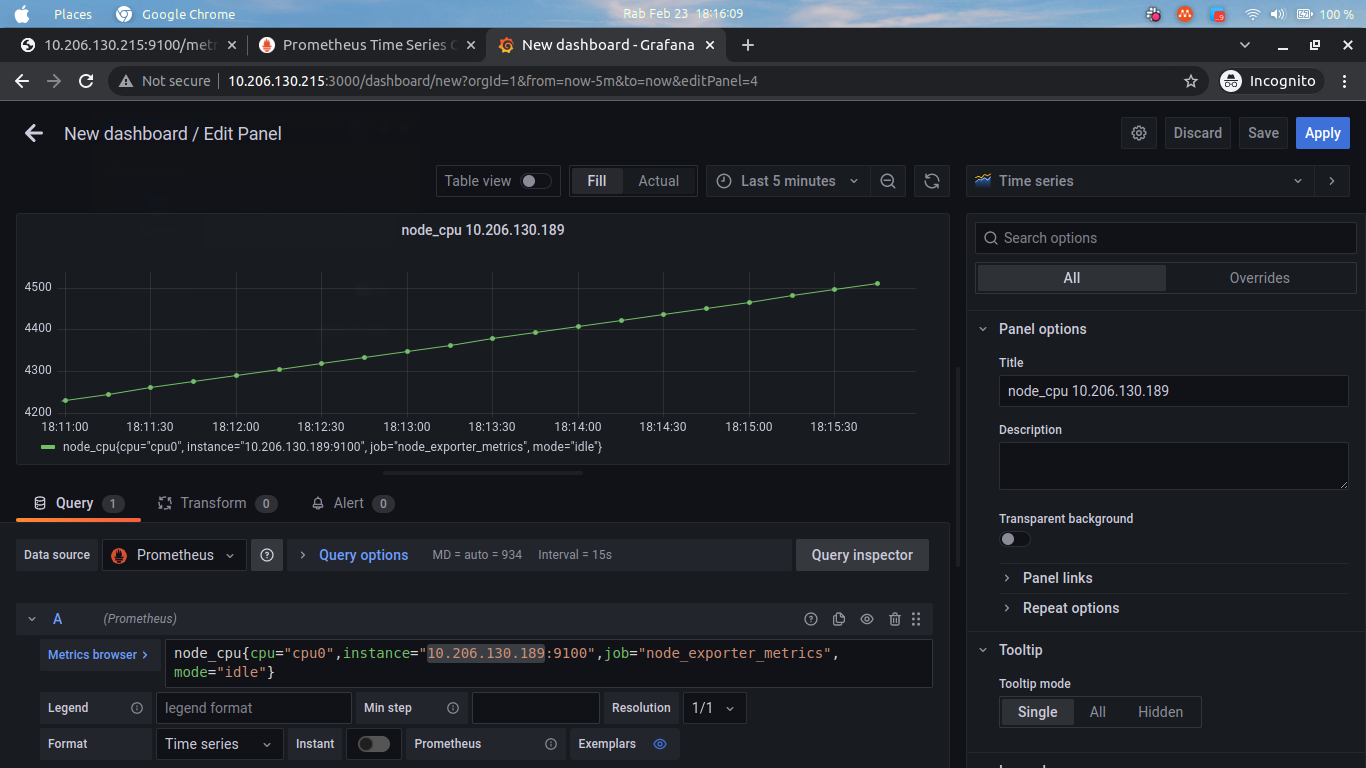 Places Google Chrome Rab Feb 23 18:16:09 100 %
10.206.130.215:9100/metr Prometheus Time Series C New dashboard - Grafana
Not secure 10.206.130.215:3000/dashboard/new?orgId=1&from=now-5m&to=now&editPanel=4 Incognito
New dashboard / Edit Panel Discard Save Apply
Table view Fill Actual Last 5 minutes Time series
node_cpu 10.206.130.189
4500
4400
4300
4200
18:11:00 18:11:30 18:12:00 18:12:30 18:13:00 18:13:30 18:14:00 18:14:30 18:15:00 18:15:30
node_cpu{cpu="cpu0", instance="10.206.130.189:9100", job="node_exporter_metrics", mode="idle"}
Query 1 Transform 0 Alert 0
Data source Prometheus Query options MD = auto = 934 Interval = 15s Query inspector
A (Prometheus)
Metrics browser node_cpu{cpu="cpu0",instance="10.206.130.189:9100",job="node_exporter_metrics",
mode="idle"}
Legend legend format Min step Resolution 1/1
Format Time series Instant Prometheus Exemplars
Search options
All Overrides
Panel options
Title
node_cpu 10.206.130.189
Description
Transparent background
Panel links
Repeat options
Tooltip
Tooltip mode
Single All Hidden